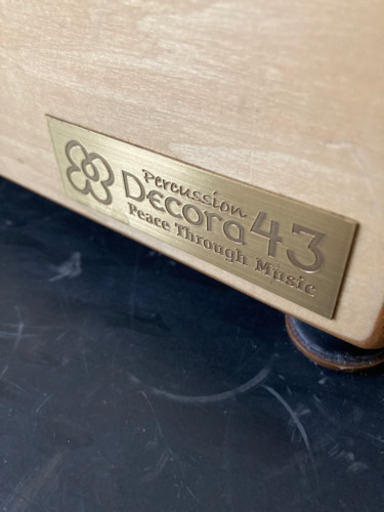 Percussion
Decora43
Peace Through Music